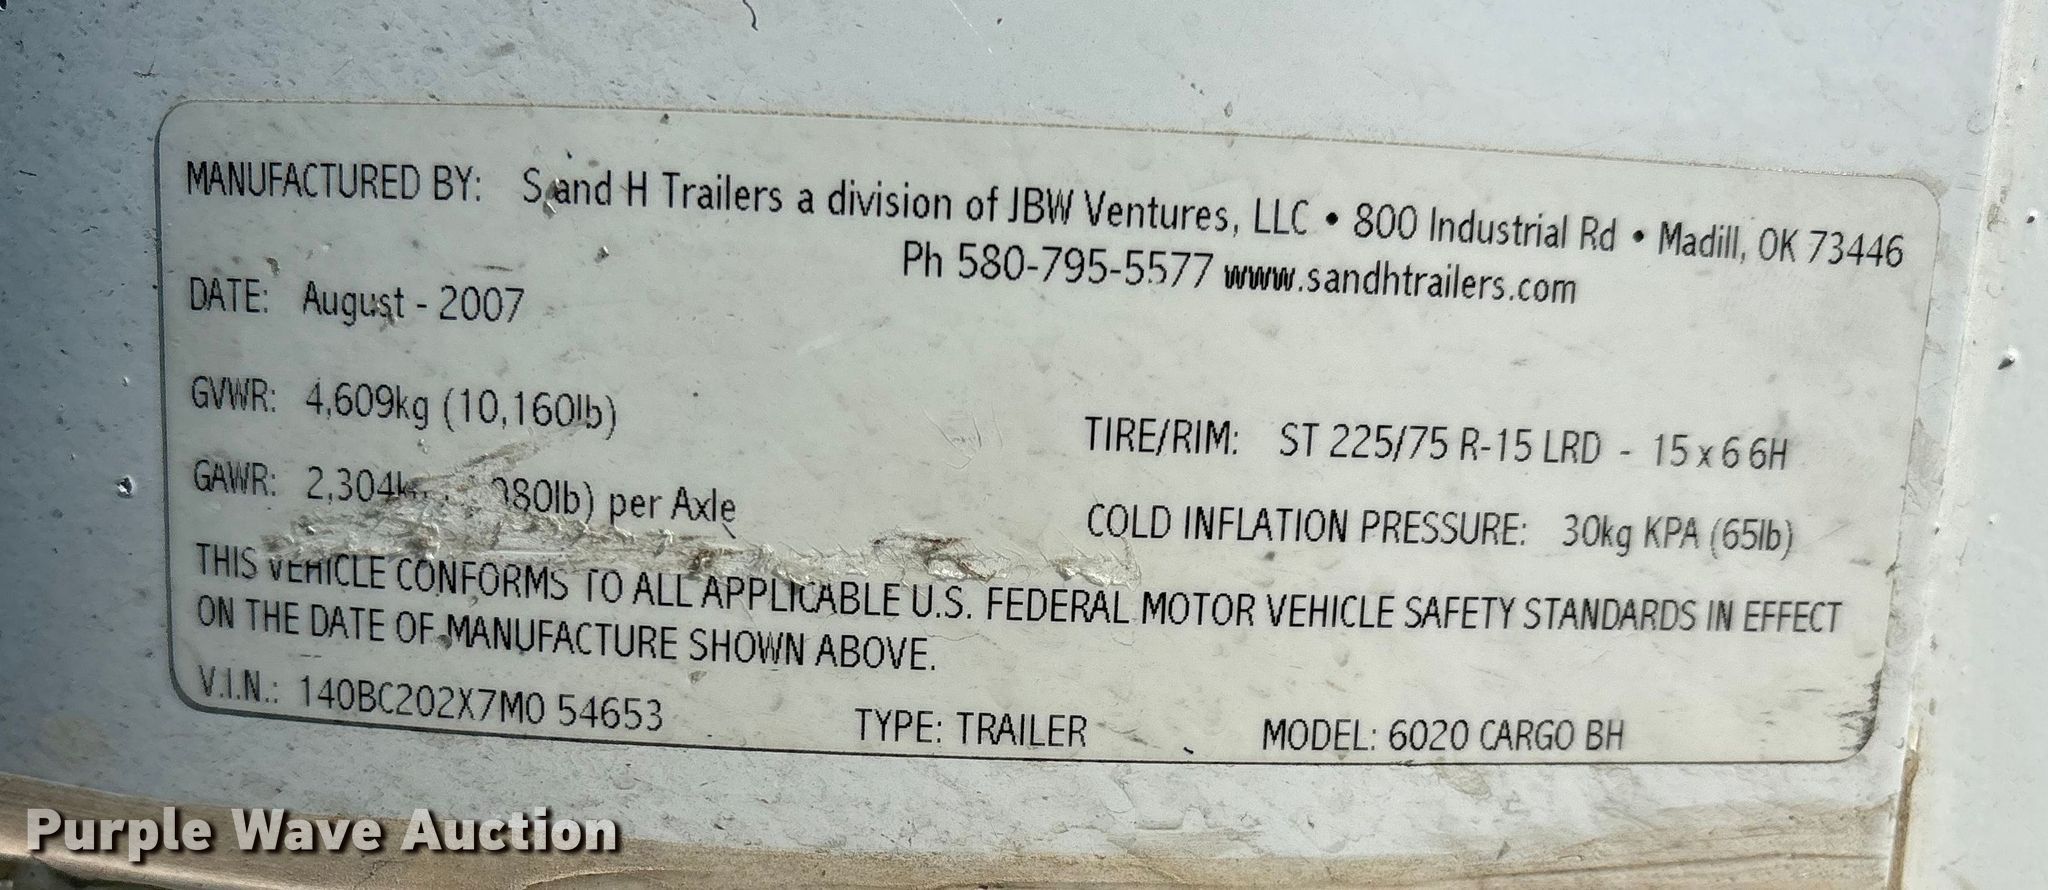 MANUFACTURED BY: S and H Trailers a division of JBW Ventures, LLC • 800 Industrial Rd • Madill, OK 73446
Ph 580-795-5577 www.sandhtrailers.com
DATE: August - 2007
GVWR: 4,609kg (10,160lb)
TIRE/RIM: ST 225/75 R-15 LRD - 15 x 6 6H
GAWR: 2,304 080lb) per Axle
COLD INFLATION PRESSURE: 30kg KPA (65lb)
THIS VEHICLE CONFORMS TO ALL APPLICABLE U.S. FEDERAL MOTOR VEHICLE SAFETY STANDARDS IN EFFECT
ON THE DATE OF MANUFACTURE SHOWN ABOVE.
V.I.N.: 140BC202X7M0 54653 TYPE: TRAILER MODEL: 6020 CARGO BH
Purple Wave Auction